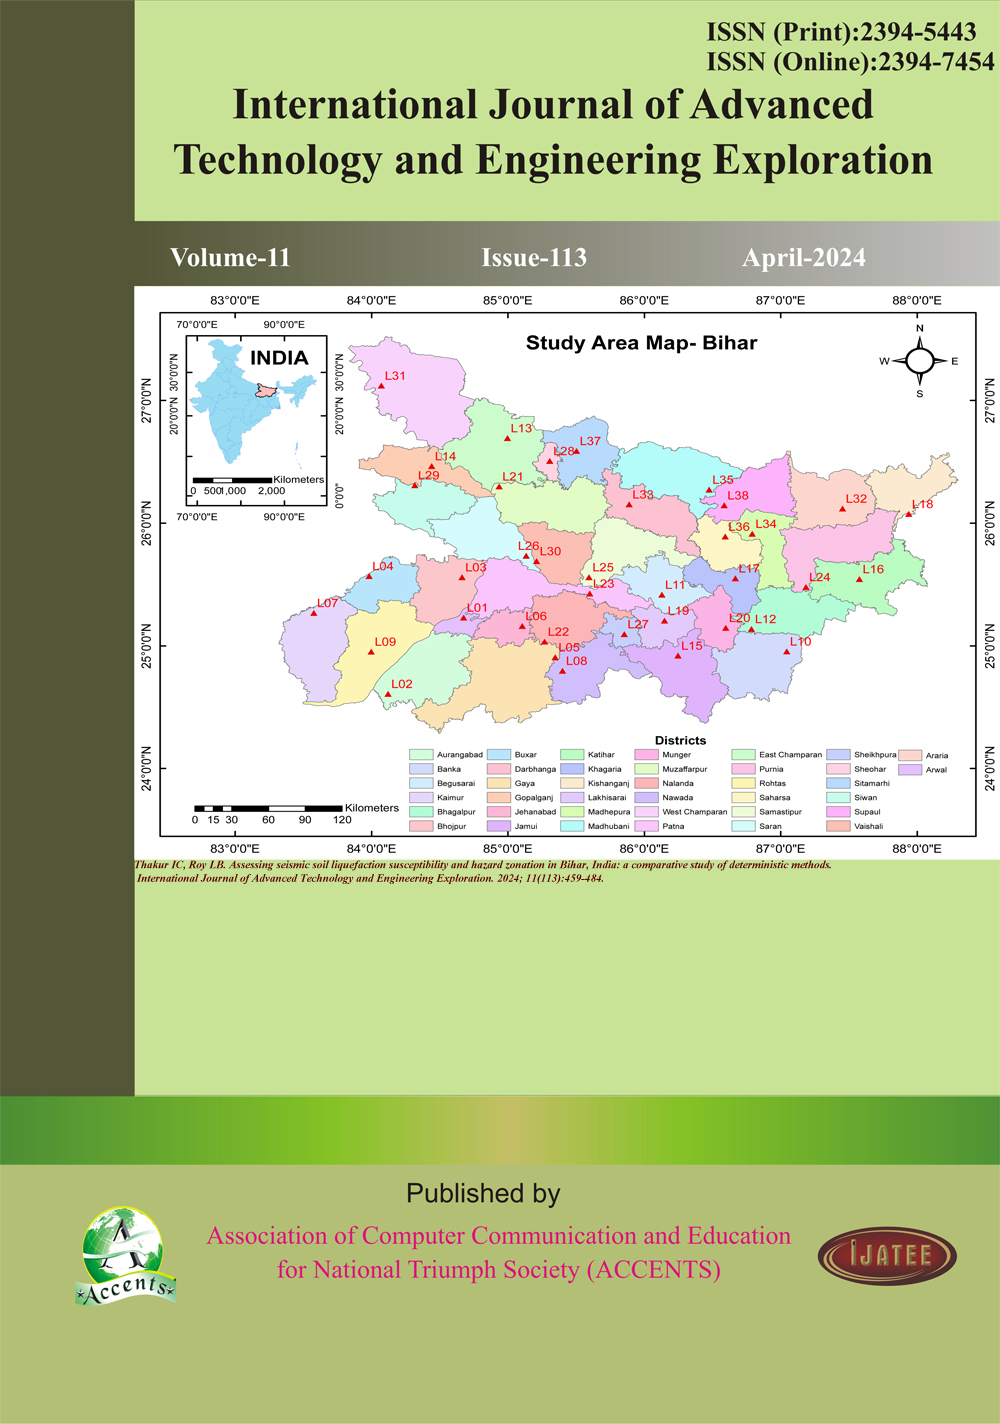 ISSN (Print):2394-5443
ISSN (Online):2394-7454
International Journal of Advanced
Technology and Engineering Exploration
Volume-11 Issue-113 April-2024
83°0'0"E 84°0'0"E 85°0'0"E 86°0'0"E 87°0'0"E 88°0'0"E
70°0'0"E 90°0'0"E
INDIA
30°0'0"N 30°0'0"N
20°0'0"N 20°0'0"N
0°0'0"
Kilometers
0 500 1,000 2,000
70°0'0"E 90°0'0"E
Study Area Map- Bihar
N
W E
S
27°0'0"N 27°0'0"N
26°0'0"N 26°0'0"N
25°0'0"N 25°0'0"N
24°0'0"N 24°0'0"N
L31
L13
L37
L28
L14
L29
L21
L35
L38
L33
L32
L18
L36
L34
L26
L30
L25
L23
L04
L03
L11
L17
L24
L16
L07
L01
L06
L19
L20
L12
L22
L27
L09
L05
L08
L15
L10
L02
Districts
Aurangabad Buxar Katihar Munger East Champaran Sheikhpura Araria
Banka Darbhanga Khagaria Muzaffarpur Purnia Sheohar Arwal
Begusarai Gaya Kishanganj Nalanda Rohtas Sitamarhi
Kaimur Gopalganj Lakhisarai Nawada Saharsa Siwan
Bhagalpur Jehanabad Madhepura West Champaran Samastipur Supaul
Bhojpur Jamui Madhubani Patna Saran Vaishali
Kilometers
0 15 30 60 90 120
83°0'0"E 84°0'0"E 85°0'0"E 86°0'0"E 87°0'0"E 88°0'0"E
Thakur IC, Roy LB. Assessing seismic soil liquefaction susceptibility and hazard zonation in Bihar, India: a comparative study of deterministic methods.
International Journal of Advanced Technology and Engineering Exploration. 2024; 11(113):459-484.
Published by
Association of Computer Communication and Education
for National Triumph Society (ACCENTS)
A
Accents
IJATEE